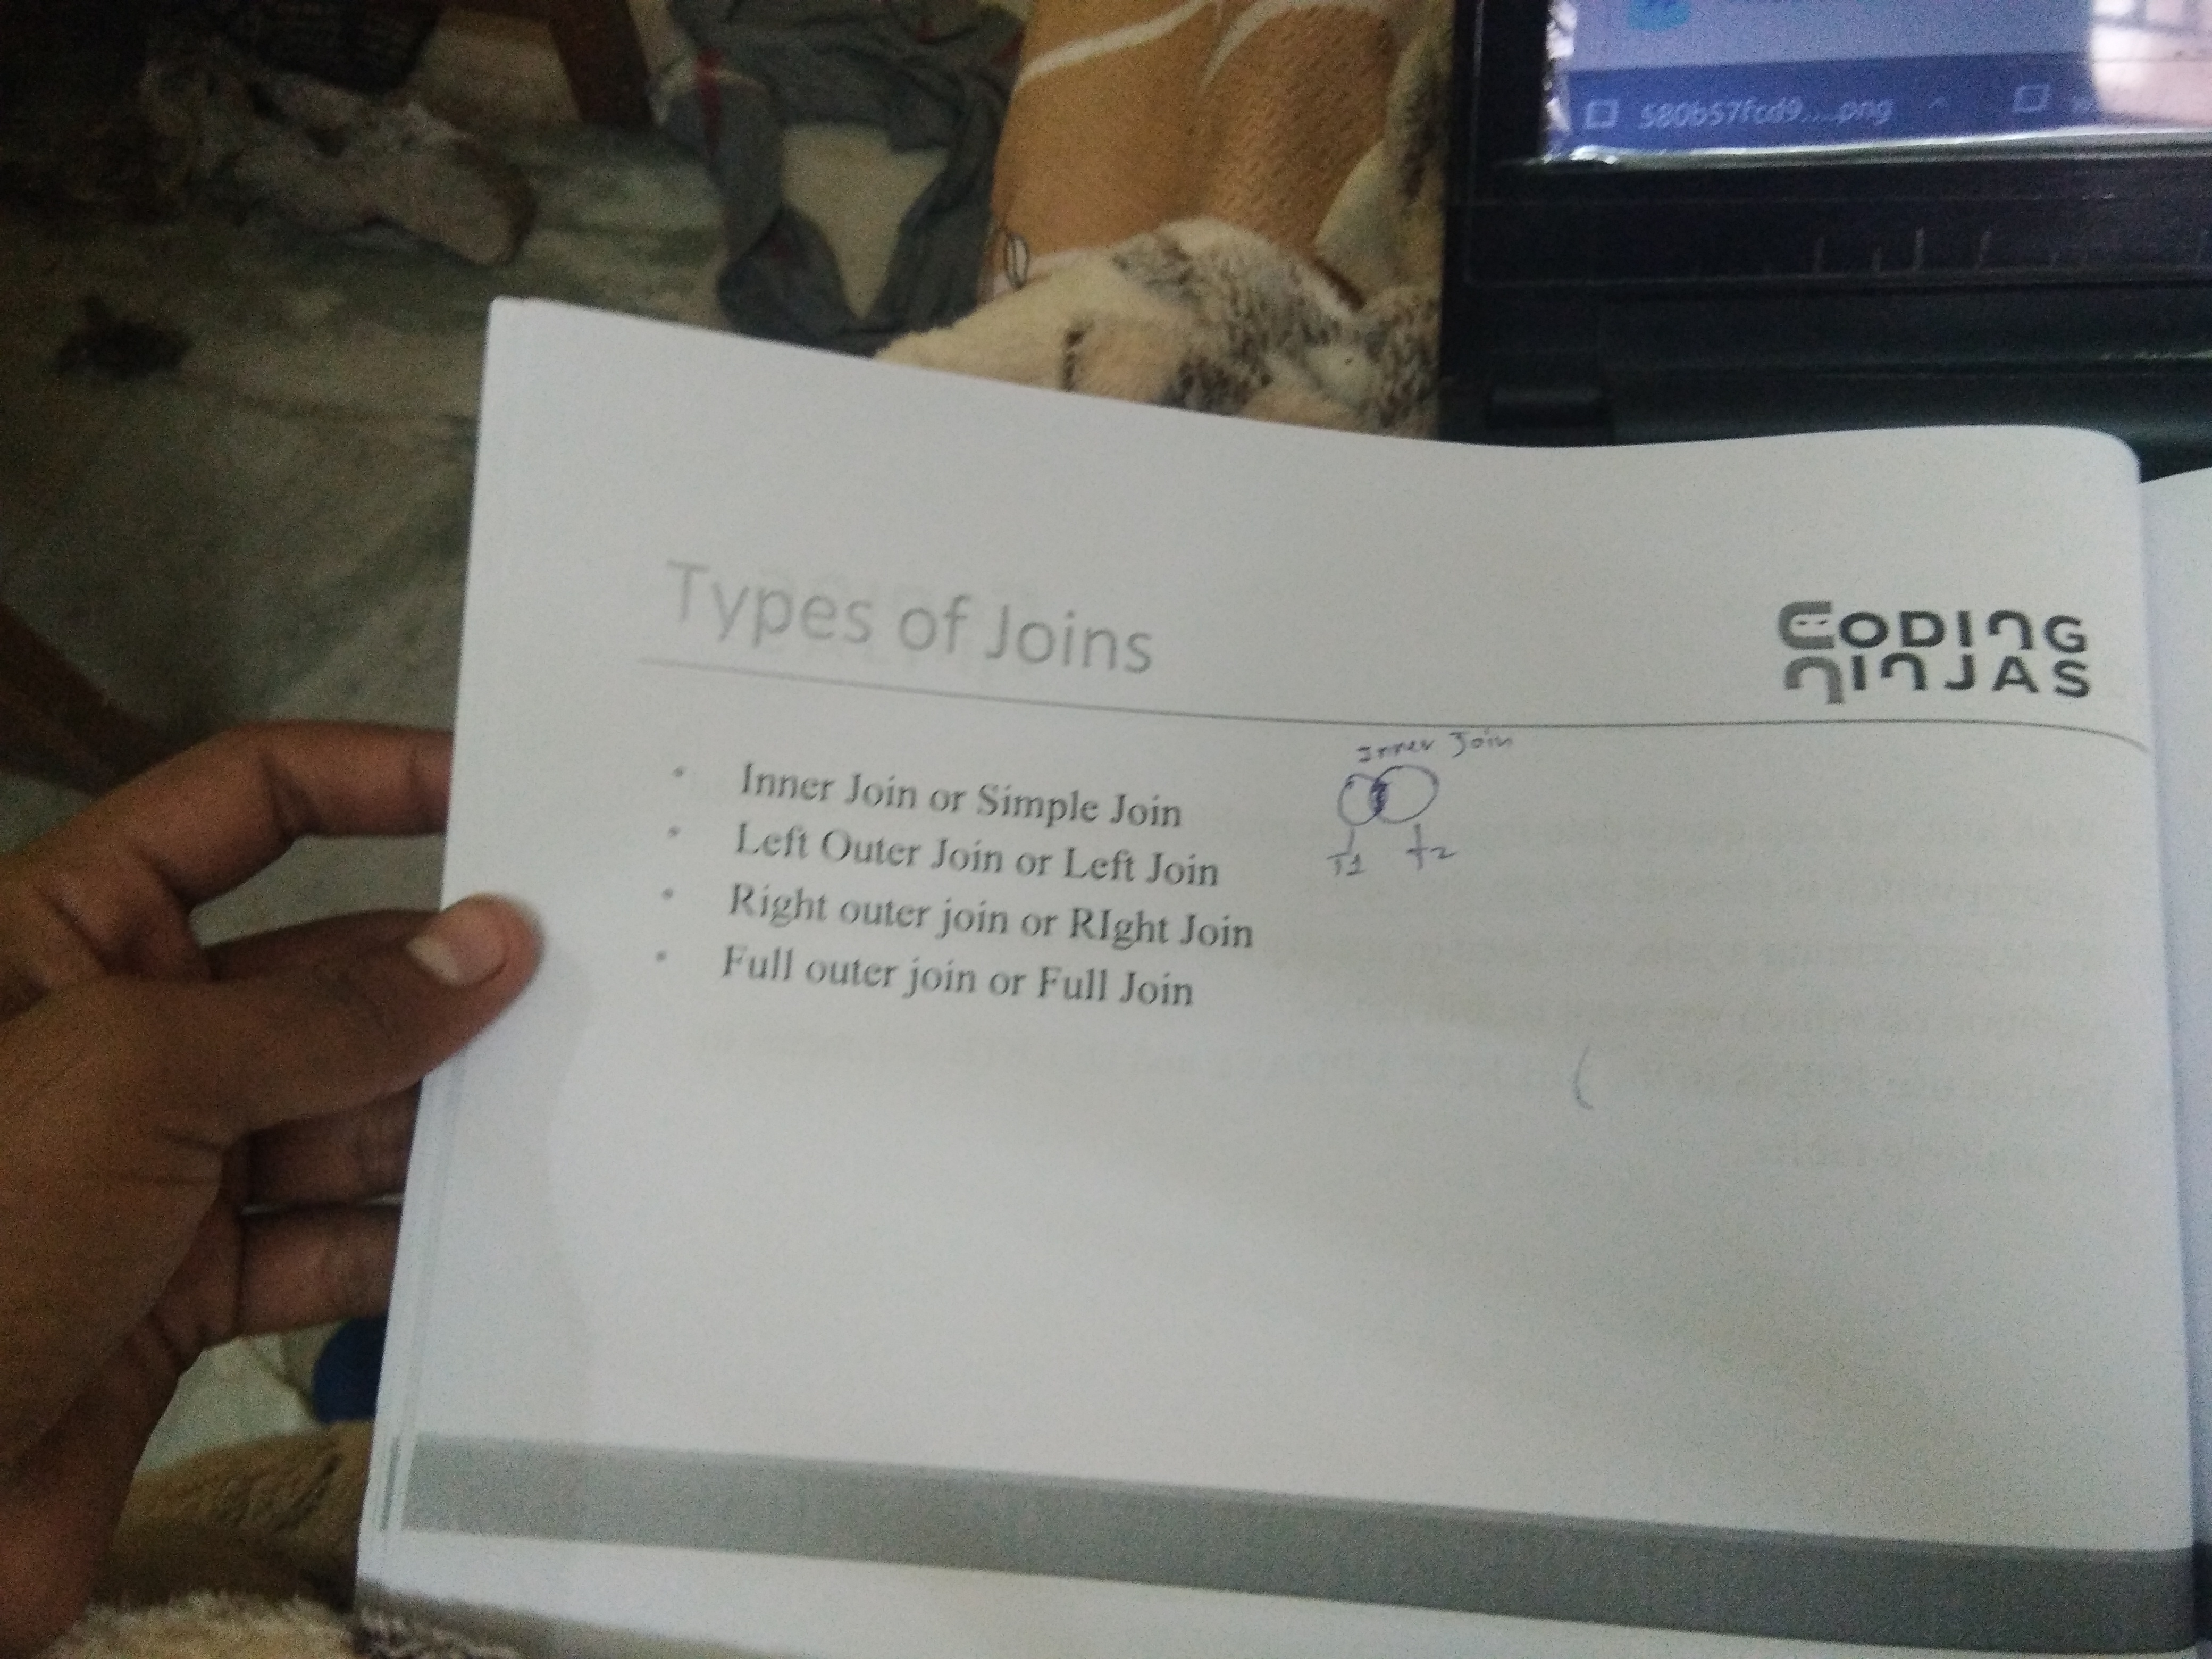 580b57fcd9....png
Types of Joins
CODING
NINJAS
Inner Join
• Inner Join or Simple Join
• Left Outer Join or Left Join
T1 t2
• Right outer join or RIght Join
• Full outer join or Full Join